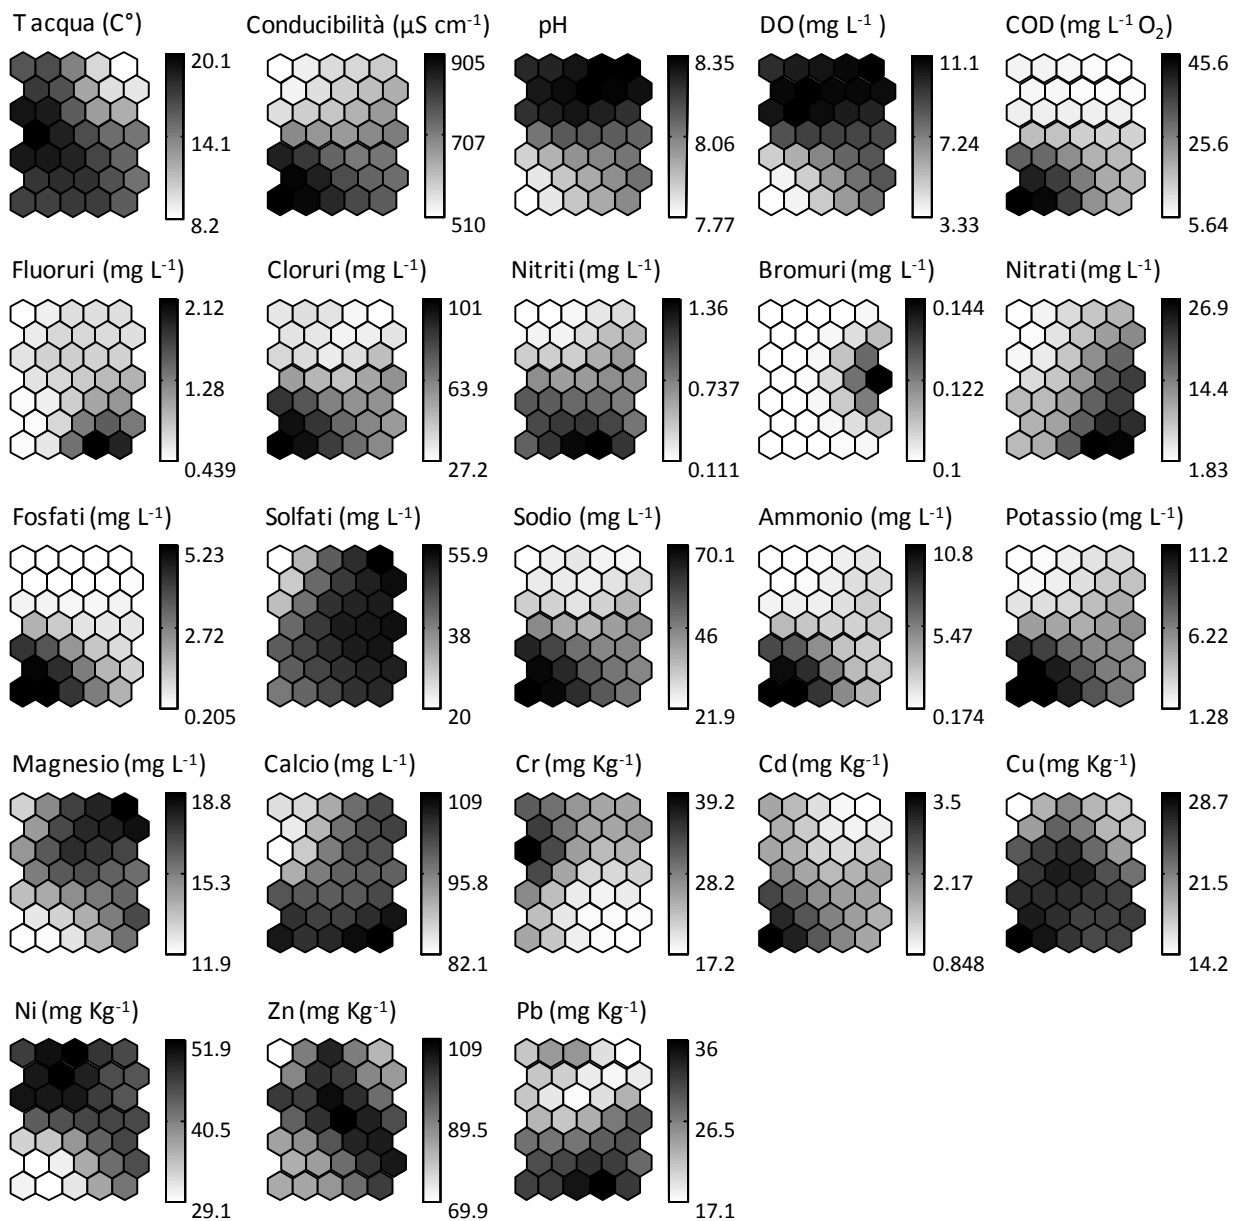 T acqua (C°) Conducibilità (µS cm-1) pH DO (mg L-1 ) COD (mg L-1 O2)
20.1 905 8.35 11.1 45.6
14.1 707 8.06 7.24 25.6
8.2 510 7.77 3.33 5.64
Fluoruri (mg L-1) Cloruri (mg L-1) Nitriti (mg L-1) Bromuri (mg L-1) Nitrati (mg L-1)
2.12 101 1.36 0.144 26.9
1.28 63.9 0.737 0.122 14.4
0.439 27.2 0.111 0.1 1.83
Fosfati (mg L-1) Solfati (mg L-1) Sodio (mg L-1) Ammonio (mg L-1) Potassio (mg L-1)
5.23 55.9 70.1 10.8 11.2
2.72 38 46 5.47 6.22
0.205 20 21.9 0.174 1.28
Magnesio (mg L-1) Calcio (mg L-1) Cr (mg Kg-1) Cd (mg Kg-1) Cu (mg Kg-1)
18.8 109 39.2 3.5 28.7
15.3 95.8 28.2 2.17 21.5
11.9 82.1 17.2 0.848 14.2
Ni (mg Kg-1) Zn (mg Kg-1) Pb (mg Kg-1)
51.9 109 36
40.5 89.5 26.5
29.1 69.9 17.1